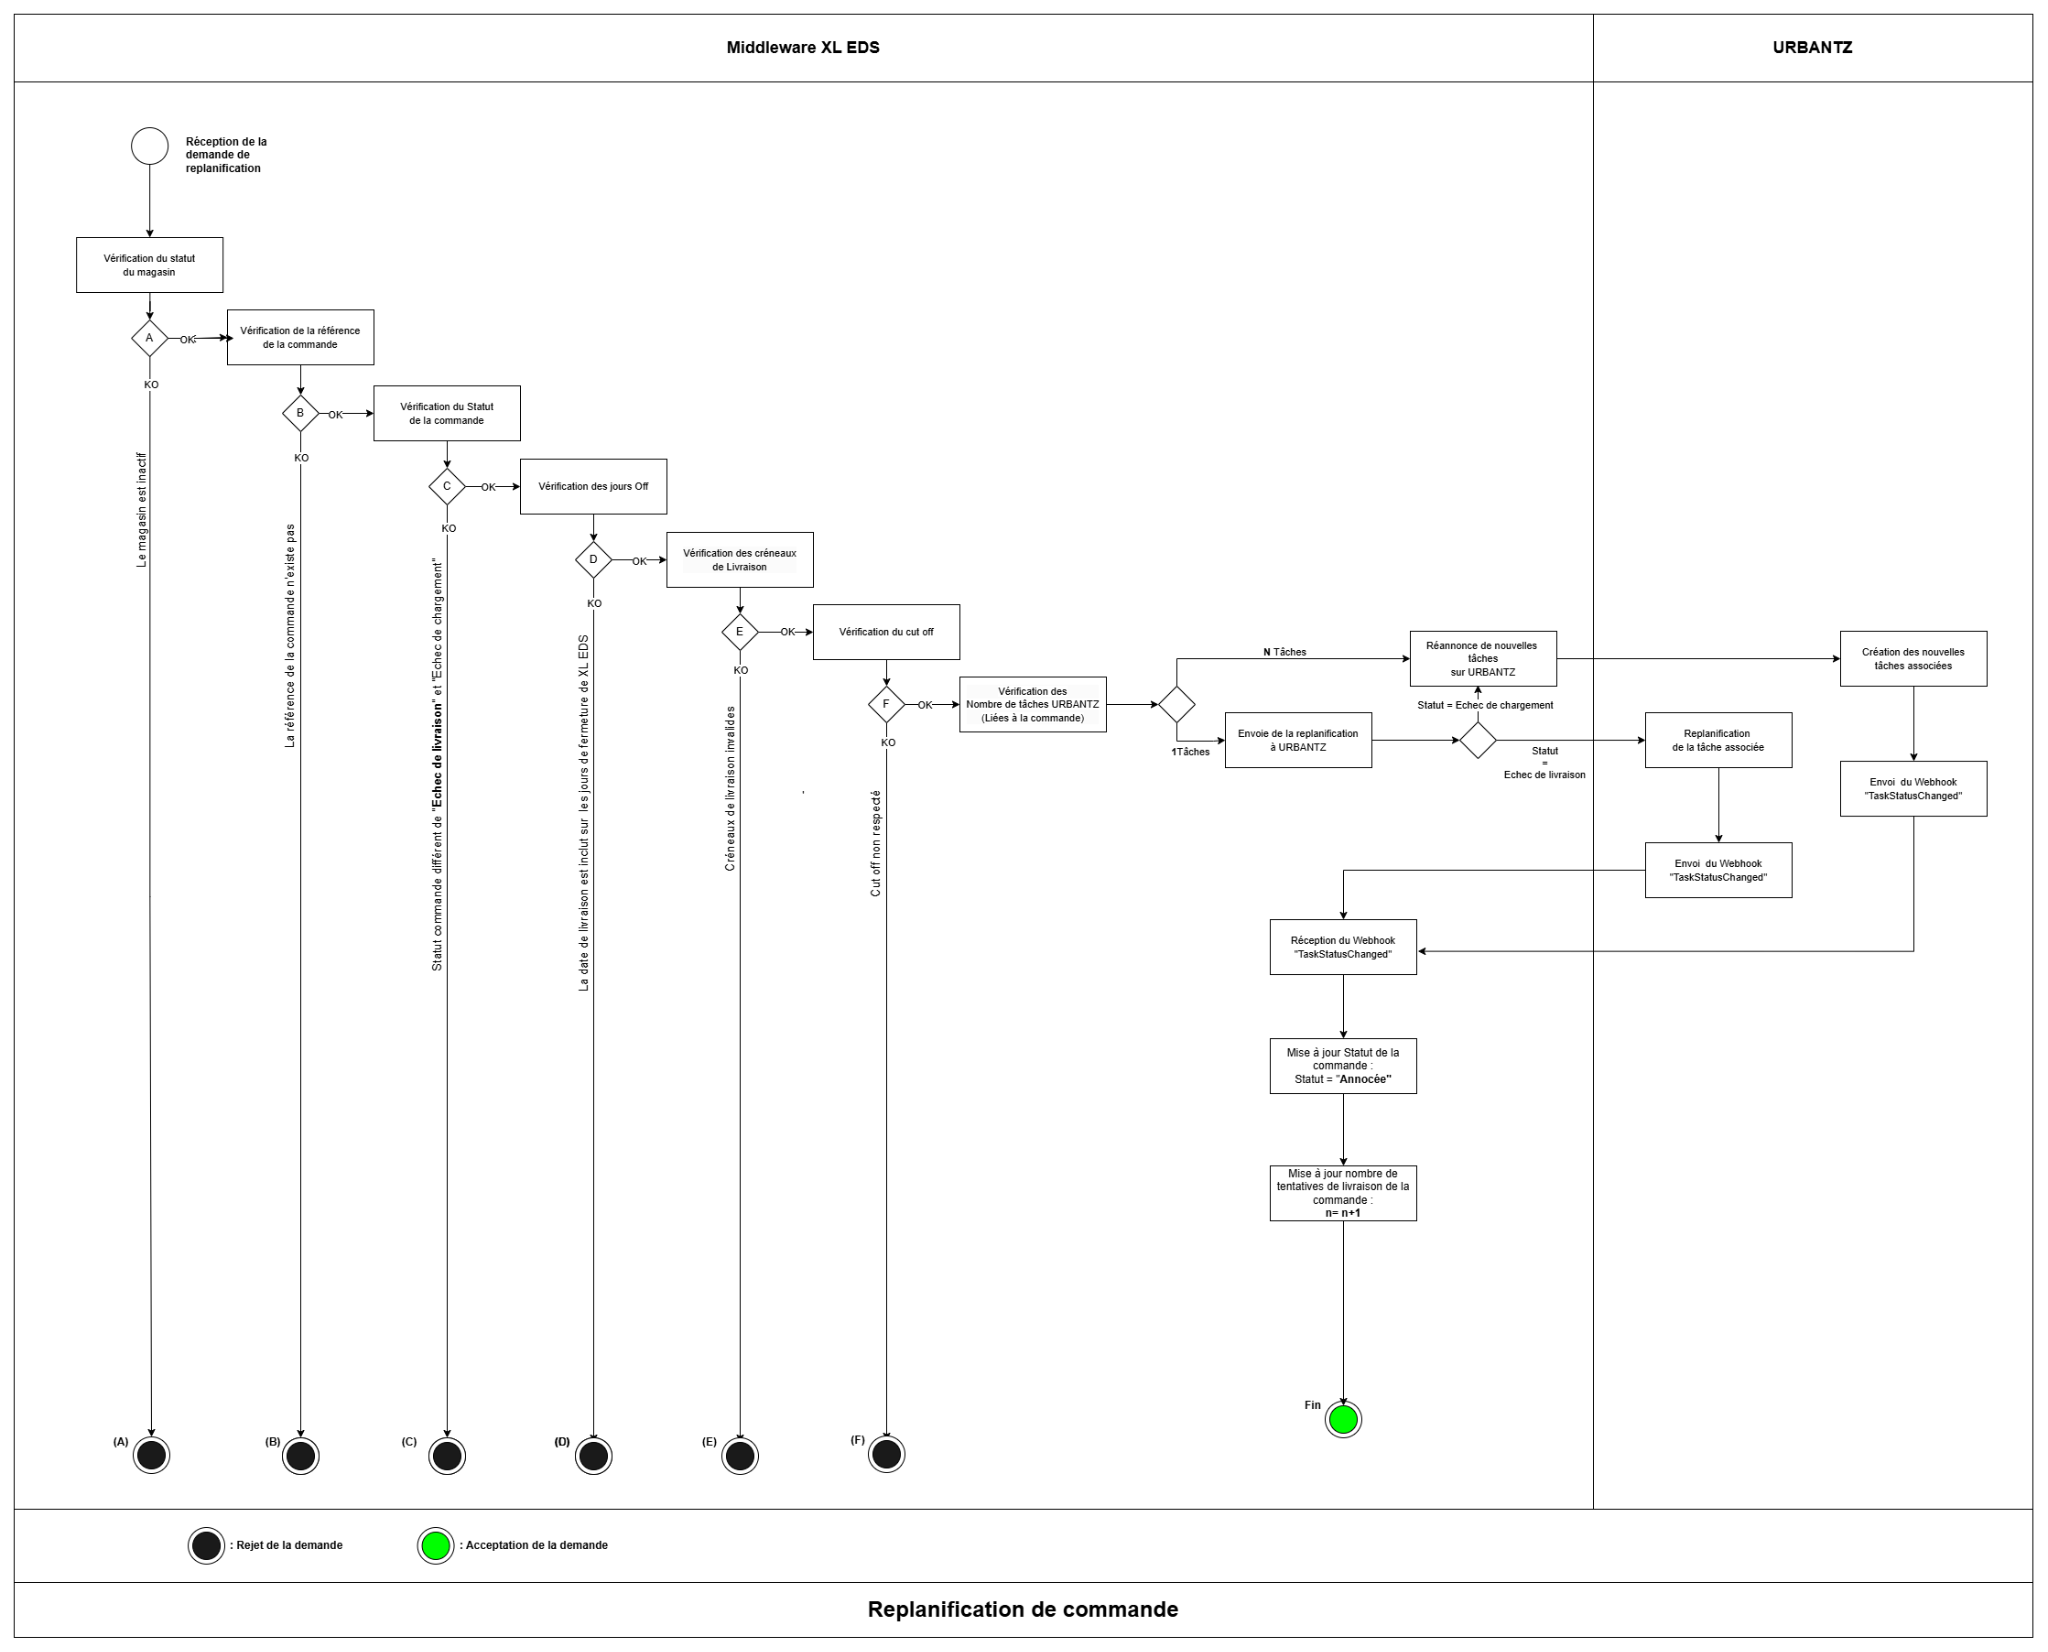 Middleware XL EDS
URBANTZ
Réception de la
demande de
replanification
Vérification du statut
du magasin
A
OK
KO
Le magasin est inactif
Vérification de la référence
de la commande
B
OK
KO
La référence de la commande n'existe pas
Vérification du Statut
de la commande
C
OK
KO
Statut commande différent de "Echec de livraison" et "Echec de chargement"
Vérification des jours Off
D
OK
KO
La date de livraison est inclut sur les jours de fermeture de XL EDS
Vérification des créneaux
de Livraison
E
OK
KO
Créneaux de livraison invalides
Vérification du cut off
F
OK
KO
Cut off non respecté
Vérification des
Nombre de tâches URBANTZ
(Liées à la commande)
N Tâches
1Tâches
Réannonce de nouvelles
tâches
sur URBANTZ
Statut = Echec de chargement
Envoie de la replanification
à URBANTZ
Statut
=
Echec de livraison
Création des nouvelles
tâches associées
Replanification
de la tâche associée
Envoi du Webhook
"TaskStatusChanged"
Envoi du Webhook
"TaskStatusChanged"
Réception du Webhook
"TaskStatusChanged"
Mise à jour Statut de la
commande :
Statut = "Annocée"
Mise à jour nombre de
tentatives de livraison de la
commande :
n= n+1
Fin
(A)
(B)
(C)
(D)
(E)
(F)
: Rejet de la demande
: Acceptation de la demande
Replanification de commande